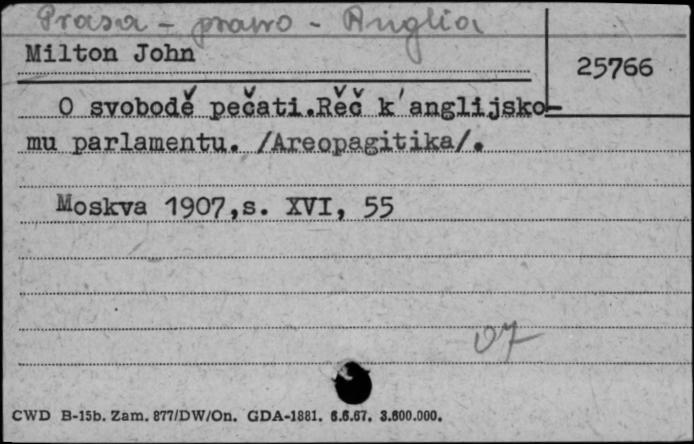 Prasa - prawo - Anglia
Milton John
25766
O svobodě pečati.Rěč k'anglijsko-
mu parlamentu. /Areopagitika/.
Moskva 1907,s. XVI, 55
07
CWD B-15b. Zam. 877/DW/On. GDA-1881. 6.6.67. 3.600.000.